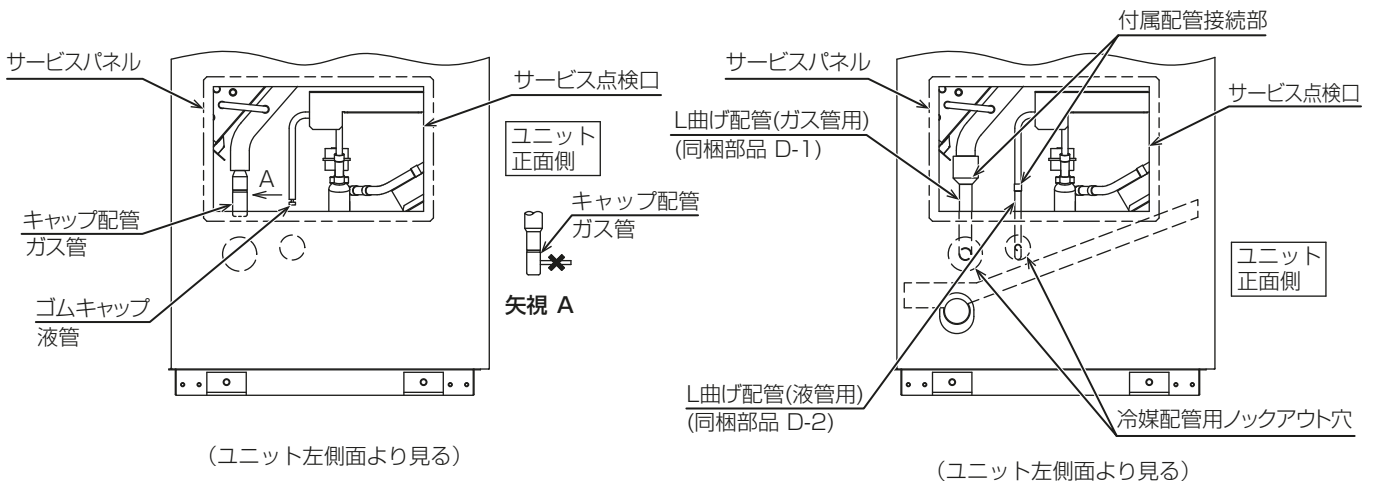 サービスパネル
サービス点検口
ユニット
正面側
A
キャップ配管
ガス管
キャップ配管
ガス管
矢視 A
ゴムキャップ
液管
(ユニット左側面より見る)
付属配管接続部
サービスパネル
サービス点検口
L曲げ配管(ガス管用)
(同梱部品 D-1)
ユニット
正面側
L曲げ配管(液管用)
(同梱部品 D-2)
冷媒配管用ノックアウト穴
(ユニット左側面より見る)